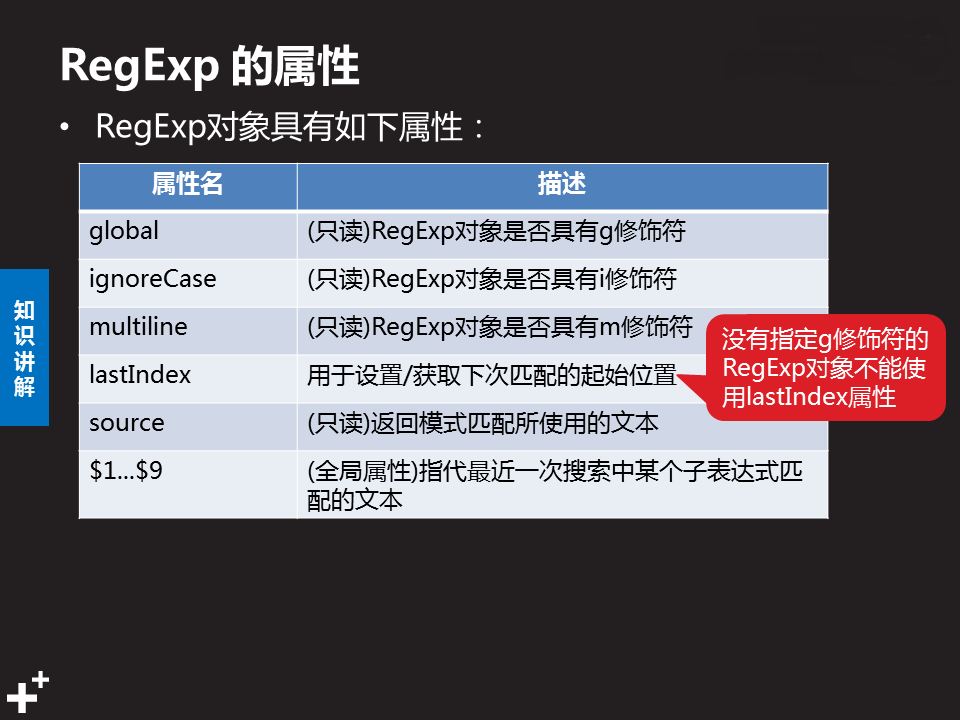 RegExp 的属性
• RegExp对象具有如下属性：
属性名 描述
global (只读)RegExp对象是否具有g修饰符
ignoreCase (只读)RegExp对象是否具有i修饰符
multiline (只读)RegExp对象是否具有m修饰符
lastIndex 用于设置/获取下次匹配的起始位置
source (只读)返回模式匹配所使用的文本
$1...$9 (全局属性)指代最近一次搜索中某个子表达式匹
配的文本
没有指定g修饰符的
RegExp对象不能使
用lastIndex属性
知
识
讲
解